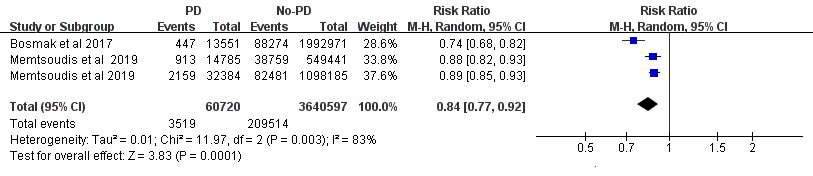 PD No-PD Risk Ratio Risk Ratio
Study or Subgroup Events Total Events Total Weight M-H, Random, 95% CI M-H, Random, 95% CI
Bosmak et al 2017 447 13551 88274 1992971 28.6% 0.74 [0.68, 0.82]
Memtsoudis et al 2019 913 14785 38759 549441 33.8% 0.88 [0.82, 0.93]
Memtsoudis et al 2019 2159 32384 82481 1098185 37.6% 0.89 [0.85, 0.93]
Total (95% CI) 60720 3640597 100.0% 0.84 [0.77, 0.92]
Total events 3519 209514
Heterogeneity: Tau² = 0.01; Chi² = 11.97, df = 2 (P = 0.003); I² = 83%
Test for overall effect: Z = 3.83 (P = 0.0001)
0.5 0.7 1 1.5 2